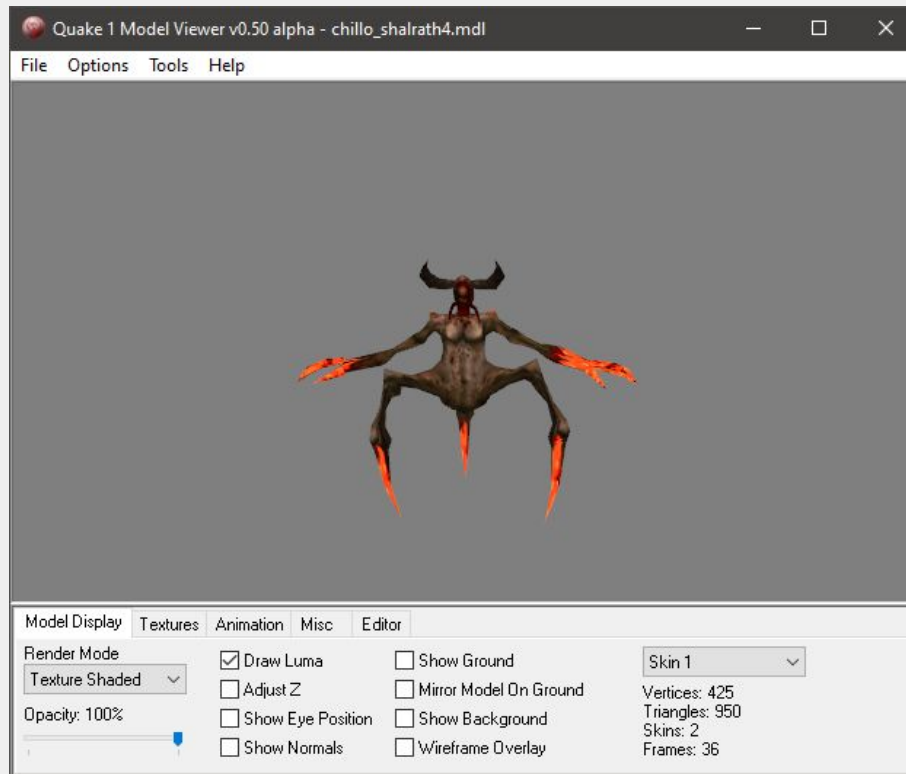 Quake 1 Model Viewer v0.50 alpha - chillo_shalrath4.mdl
File Options Tools Help
Model Display Textures Animation Misc Editor
Render Mode
Texture Shaded
Opacity: 100%
Draw Luma
Adjust Z
Show Eye Position
Show Normals
Show Ground
Mirror Model On Ground
Show Background
Wireframe Overlay
Skin 1
Vertices: 425
Triangles: 950
Skins: 2
Frames: 36